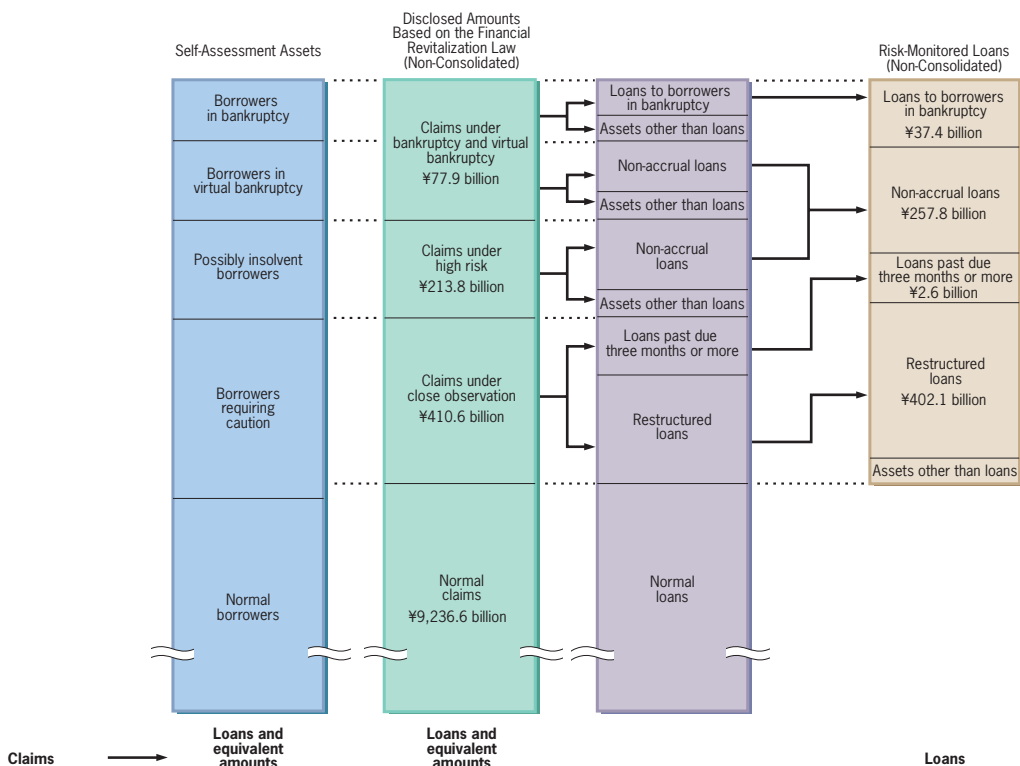 Self-Assessment Assets
Borrowers
in bankruptcy
Borrowers in
virtual bankruptcy
Possibly insolvent
borrowers
Borrowers
requiring
caution
Normal
borrowers
Disclosed Amounts
Based on the Financial
Revitalization Law
(Non-Consolidated)
Claims under
bankruptcy and virtual
bankruptcy
¥77.9 billion
Claims under
high risk
¥213.8 billion
Claims under
close observation
¥410.6 billion
Normal
claims
¥9,236.6 billion
Loans to borrowers
in bankruptcy
Assets other than loans
Non-accrual loans
Assets other than loans
Non-accrual
loans
Assets other than loans
Loans past due
three months or more
Restructured
loans
Normal
loans
Risk-Monitored Loans
(Non-Consolidated)
Loans to borrowers
in bankruptcy
¥37.4 billion
Non-accrual loans
¥257.8 billion
Loans past due
three months or more
¥2.6 billion
Restructured
loans
¥402.1 billion
Assets other than loans
Claims
Loans and
equivalent
amounts
Loans and
equivalent
amounts
Loans